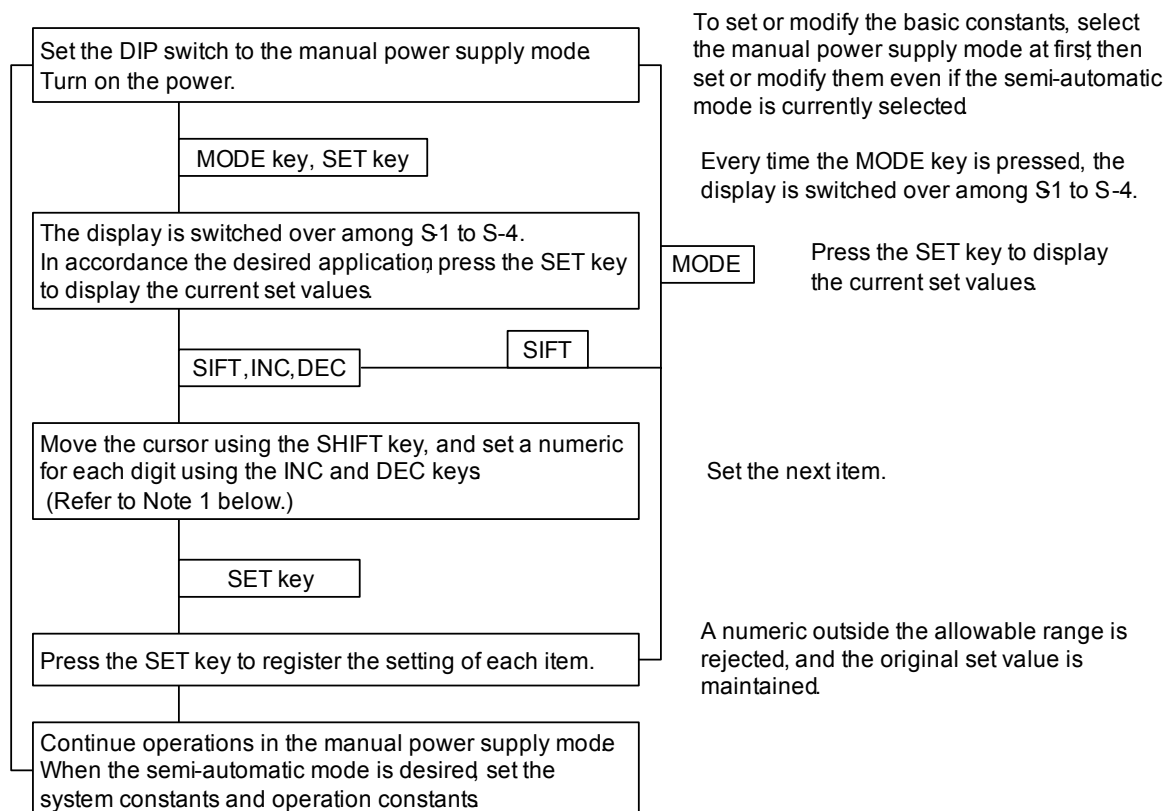 Set the DIP switch to the manual power supply mode.
Turn on the power.
To set or modify the basic constants, select
the manual power supply mode at first, then
set or modify them even if the semi-automatic
mode is currently selected.
MODE key, SET key
Every time the MODE key is pressed, the
display is switched over among S-1 to S-4.
The display is switched over among S-1 to S-4.
In accordance the desired application, press the SET key
to display the current set values.
MODE
Press the SET key to display
the current set values.
SIFT
SIFT,INC,DEC
Move the cursor using the SHIFT key, and set a numeric
for each digit using the INC and DEC keys
(Refer to Note 1 below.)
Set the next item.
SET key
Press the SET key to register the setting of each item.
A numeric outside the allowable range is
rejected, and the original set value is
maintained.
Continue operations in the manual power supply mode.
When the semi-automatic mode is desired, set the
system constants and operation constants.